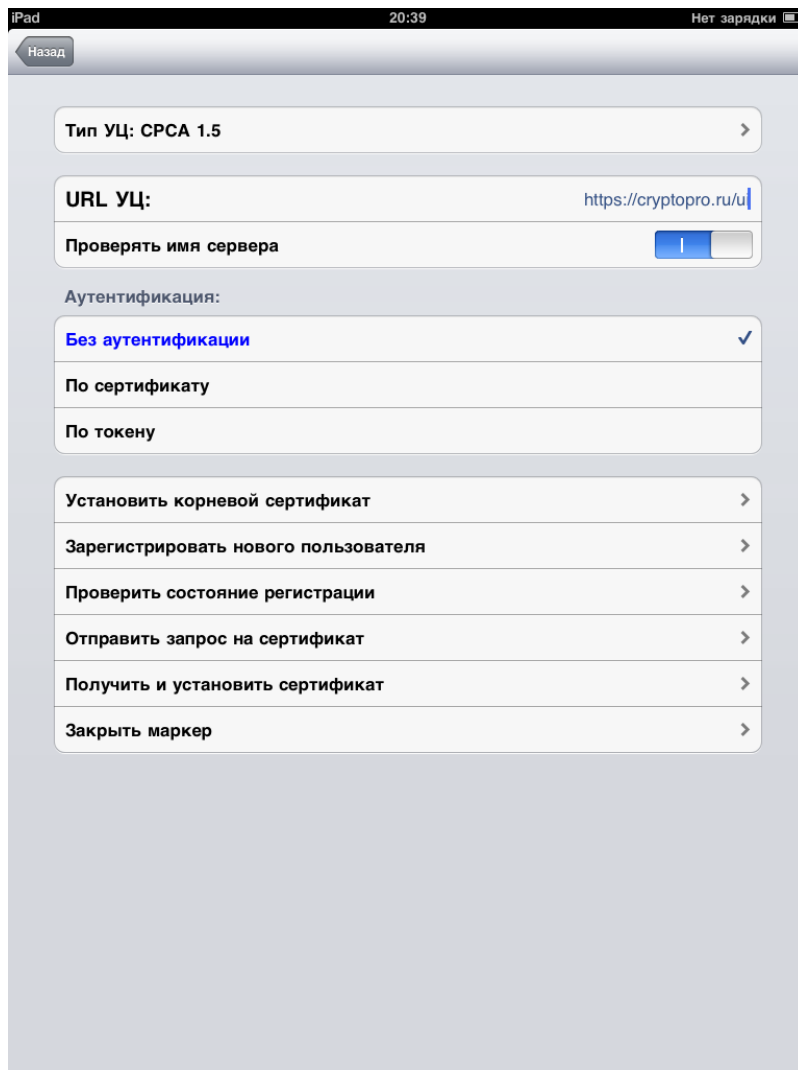 iPad 20:39 Нет зарядки
Назад
Тип УЦ: CPCA 1.5
URL УЦ: https://cryptopro.ru/ui
Проверять имя сервера
Аутентификация:
Без аутентификации
По сертификату
По токену
Установить корневой сертификат
Зарегистрировать нового пользователя
Проверить состояние регистрации
Отправить запрос на сертификат
Получить и установить сертификат
Закрыть маркер